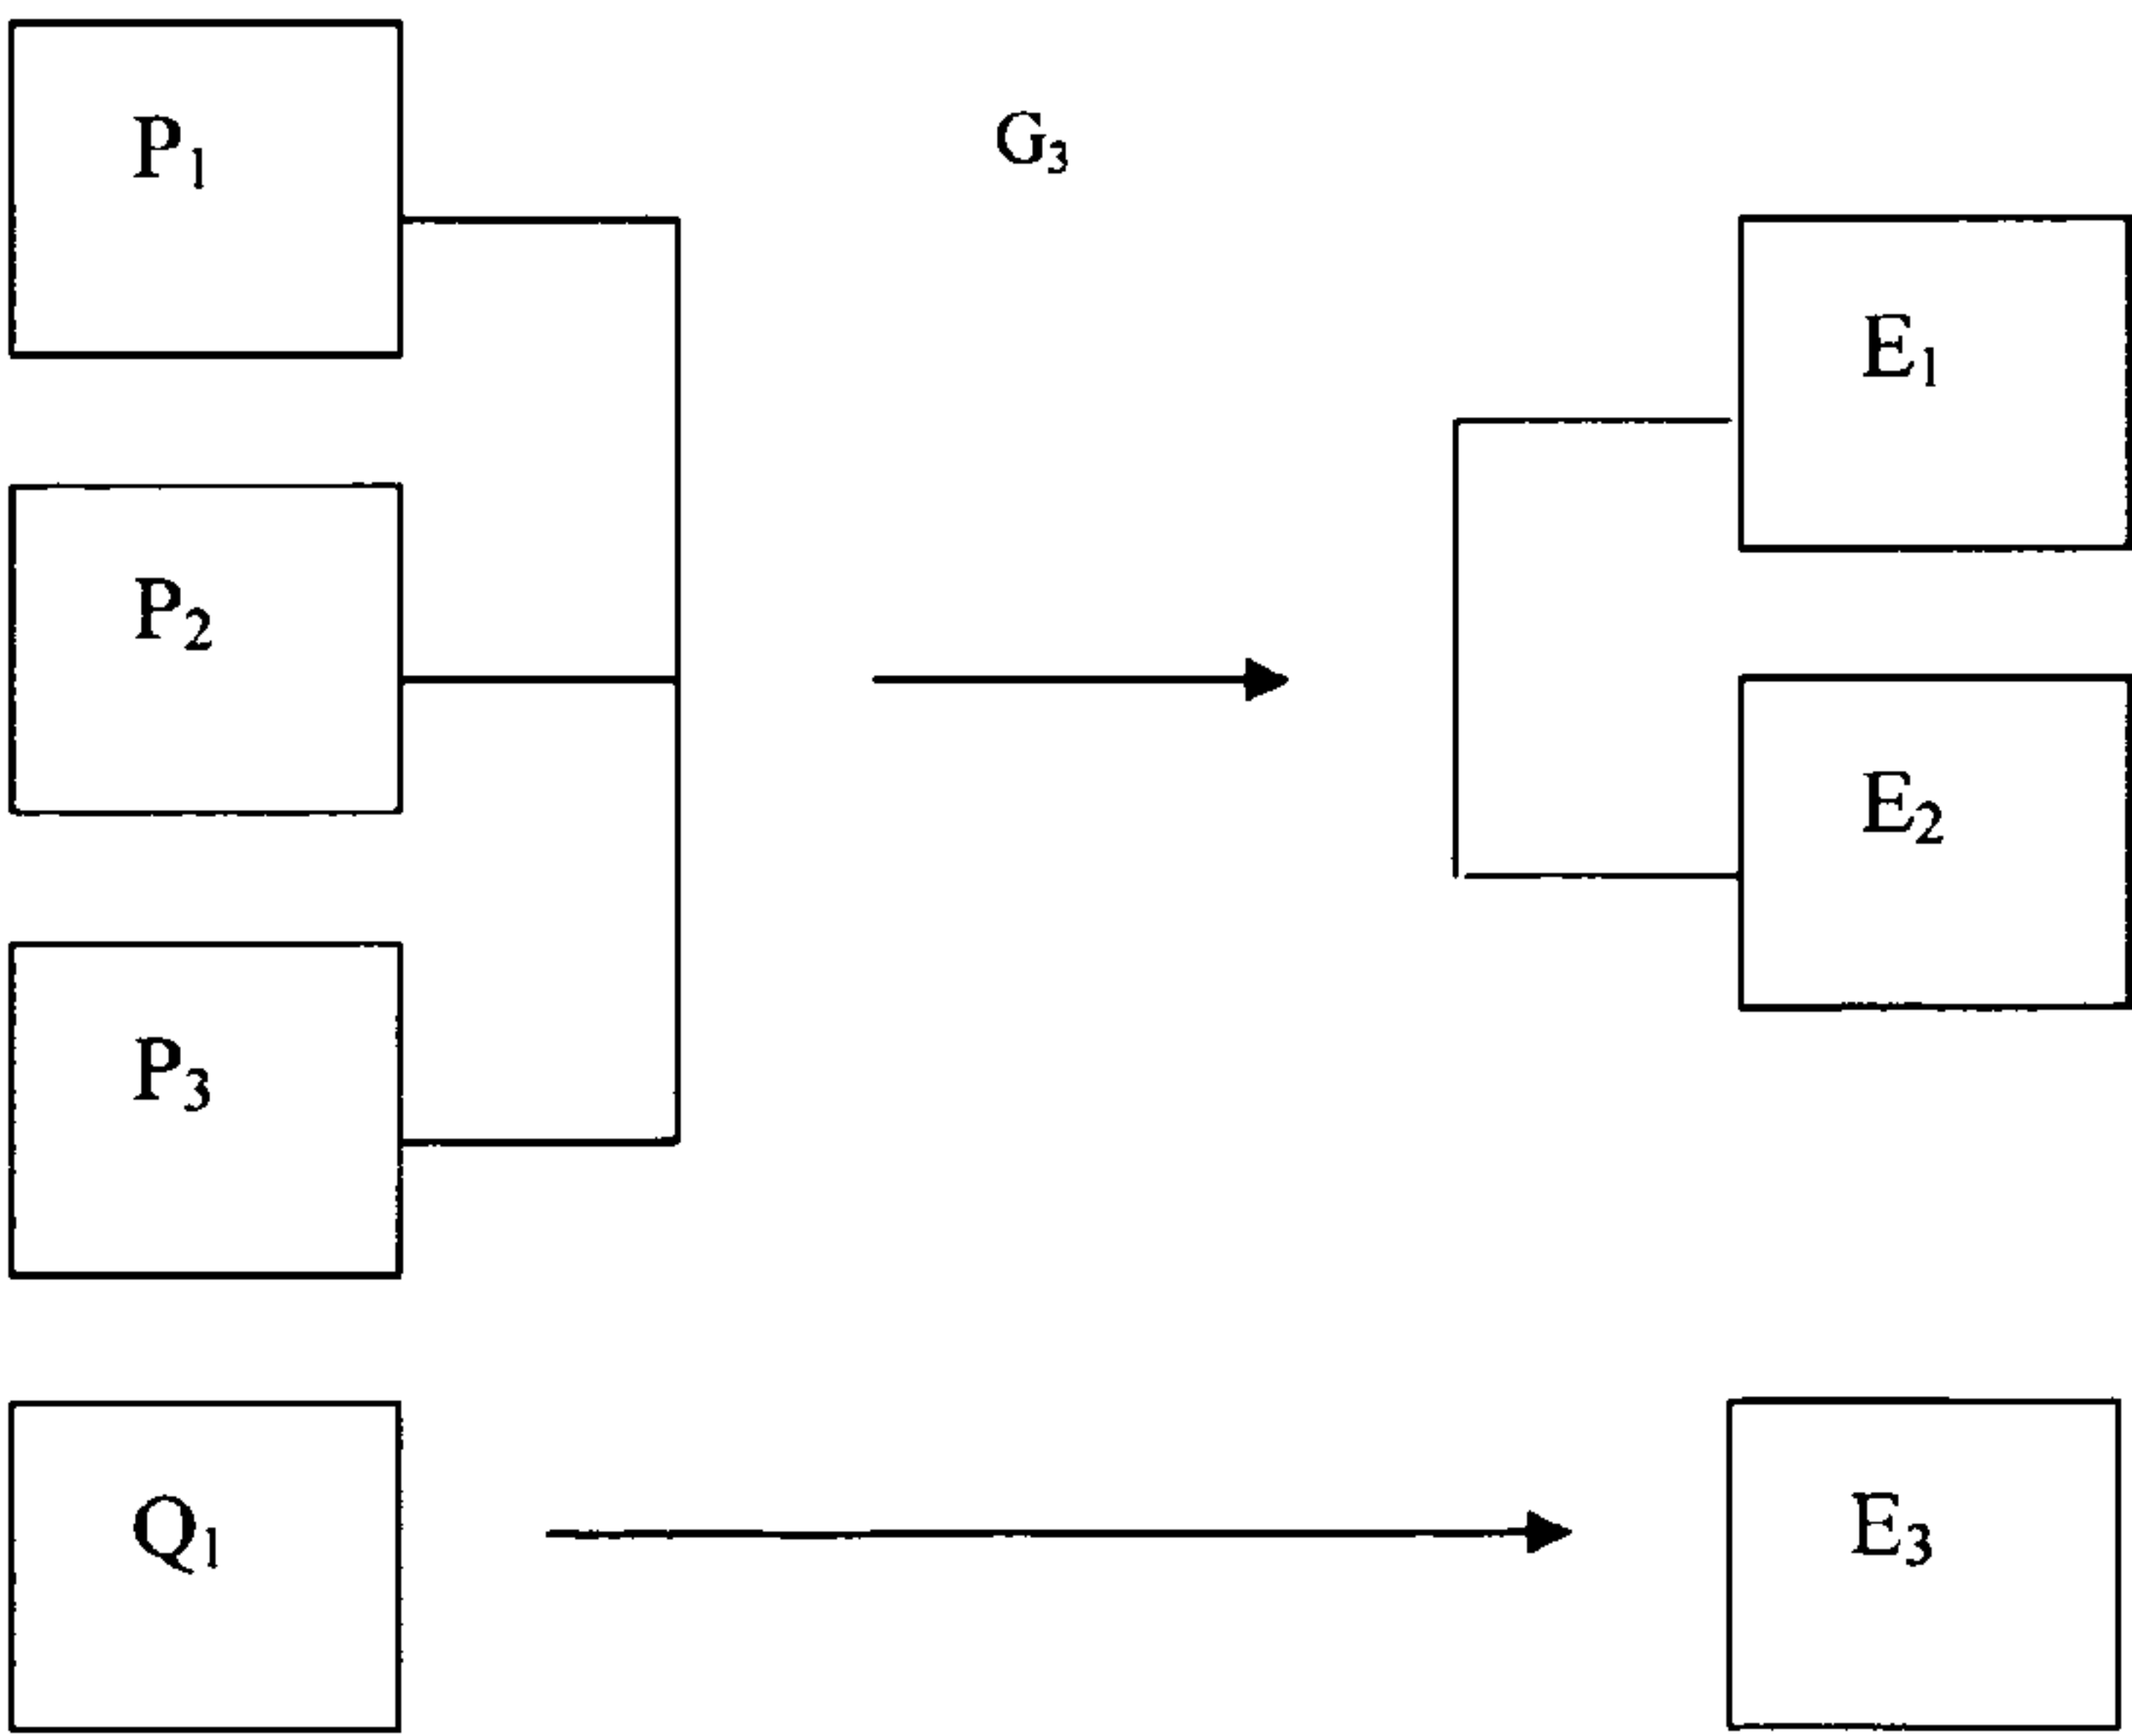 P₁
G₃
E₁
P₂
E₂
P₃
Q₁
E₃